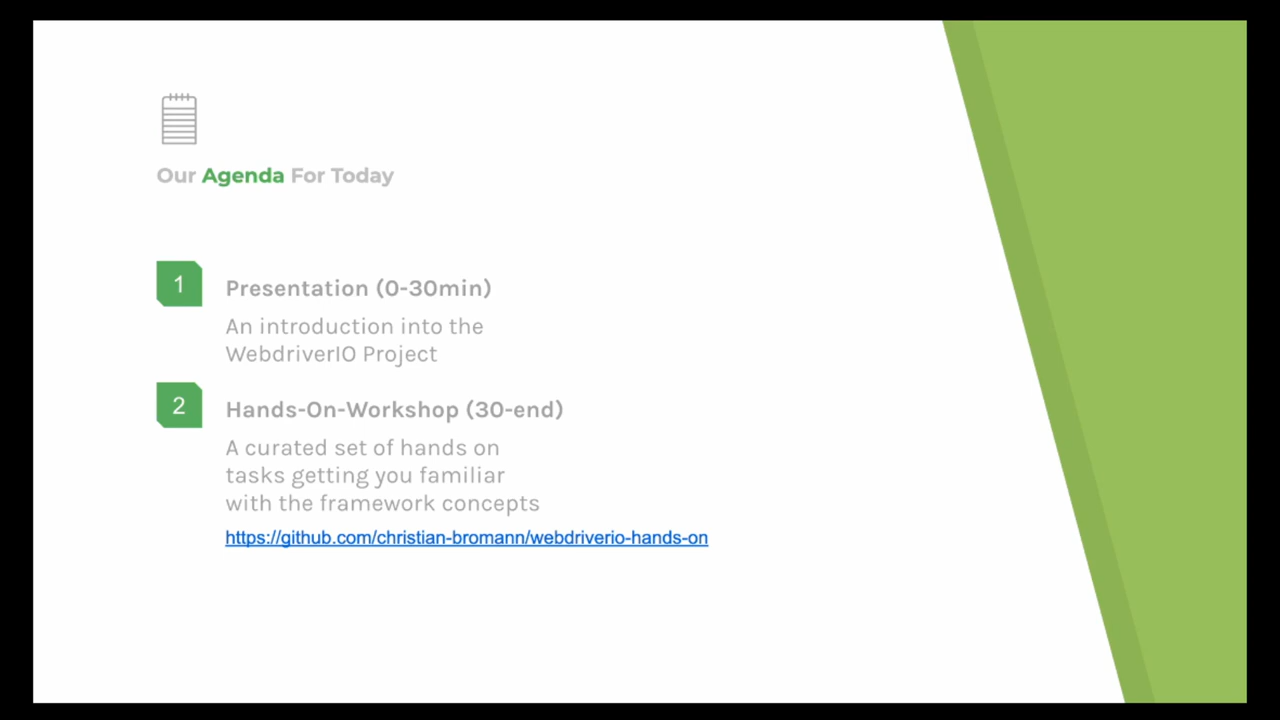 Our Agenda For Today
1
Presentation (0-30min)
An introduction into the
WebdriverIO Project
2
Hands-On-Workshop (30-end)
A curated set of hands on
tasks getting you familiar
with the framework concepts
https://github.com/christian-bromann/webdriverio-hands-on